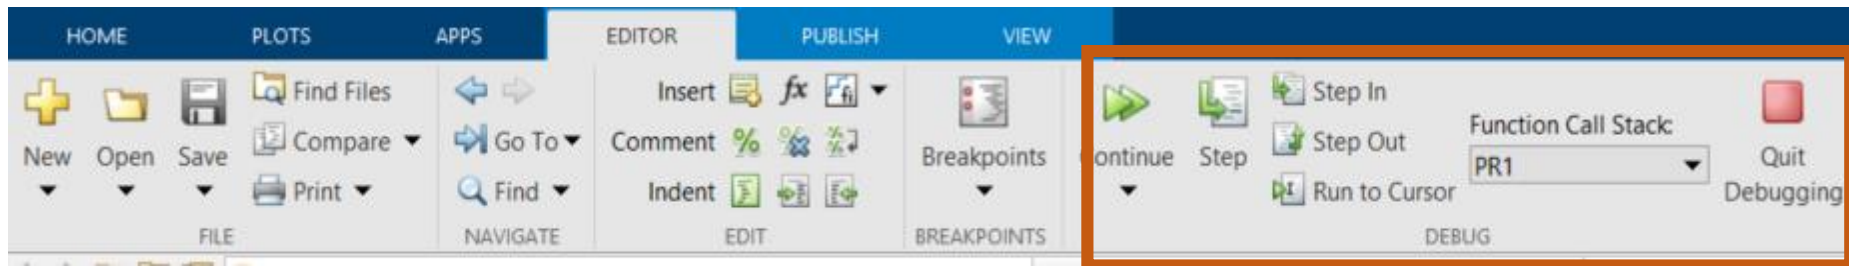 HOME PLOTS APPS EDITOR PUBLISH VIEW
Find Files
Compare
Print
New Open Save
FILE
Go To
Find
NAVIGATE
Insert fx fi
Comment % % %
Indent
EDIT
Breakpoints
BREAKPOINTS
ontinue
Step
Step In
Step Out
Run to Cursor
Function Call Stack:
PR1
Quit
Debugging
DEBUG